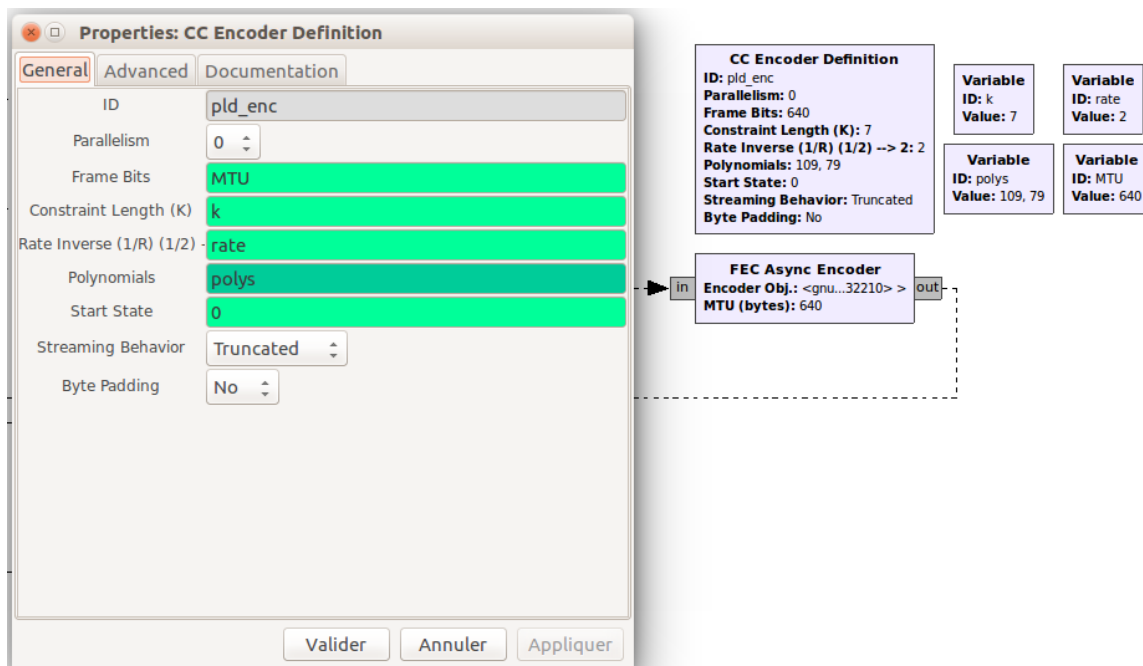 Properties: CC Encoder Definition
General Advanced Documentation
ID pld_enc
Parallelism 0
Frame Bits MTU
Constraint Length (K) k
Rate Inverse (1/R) (1/2) - rate
Polynomials polys
Start State 0
Streaming Behavior Truncated
Byte Padding No
Valider Annuler Appliquer
CC Encoder Definition
ID: pld_enc
Parallelism: 0
Frame Bits: 640
Constraint Length (K): 7
Rate Inverse (1/R) (1/2) --> 2: 2
Polynomials: 109, 79
Start State: 0
Streaming Behavior: Truncated
Byte Padding: No
Variable
ID: k
Value: 7
Variable
ID: rate
Value: 2
Variable
ID: polys
Value: 109, 79
Variable
ID: MTU
Value: 640
in
FEC Async Encoder
Encoder Obj.: <gnu...32210> >
MTU (bytes): 640
out